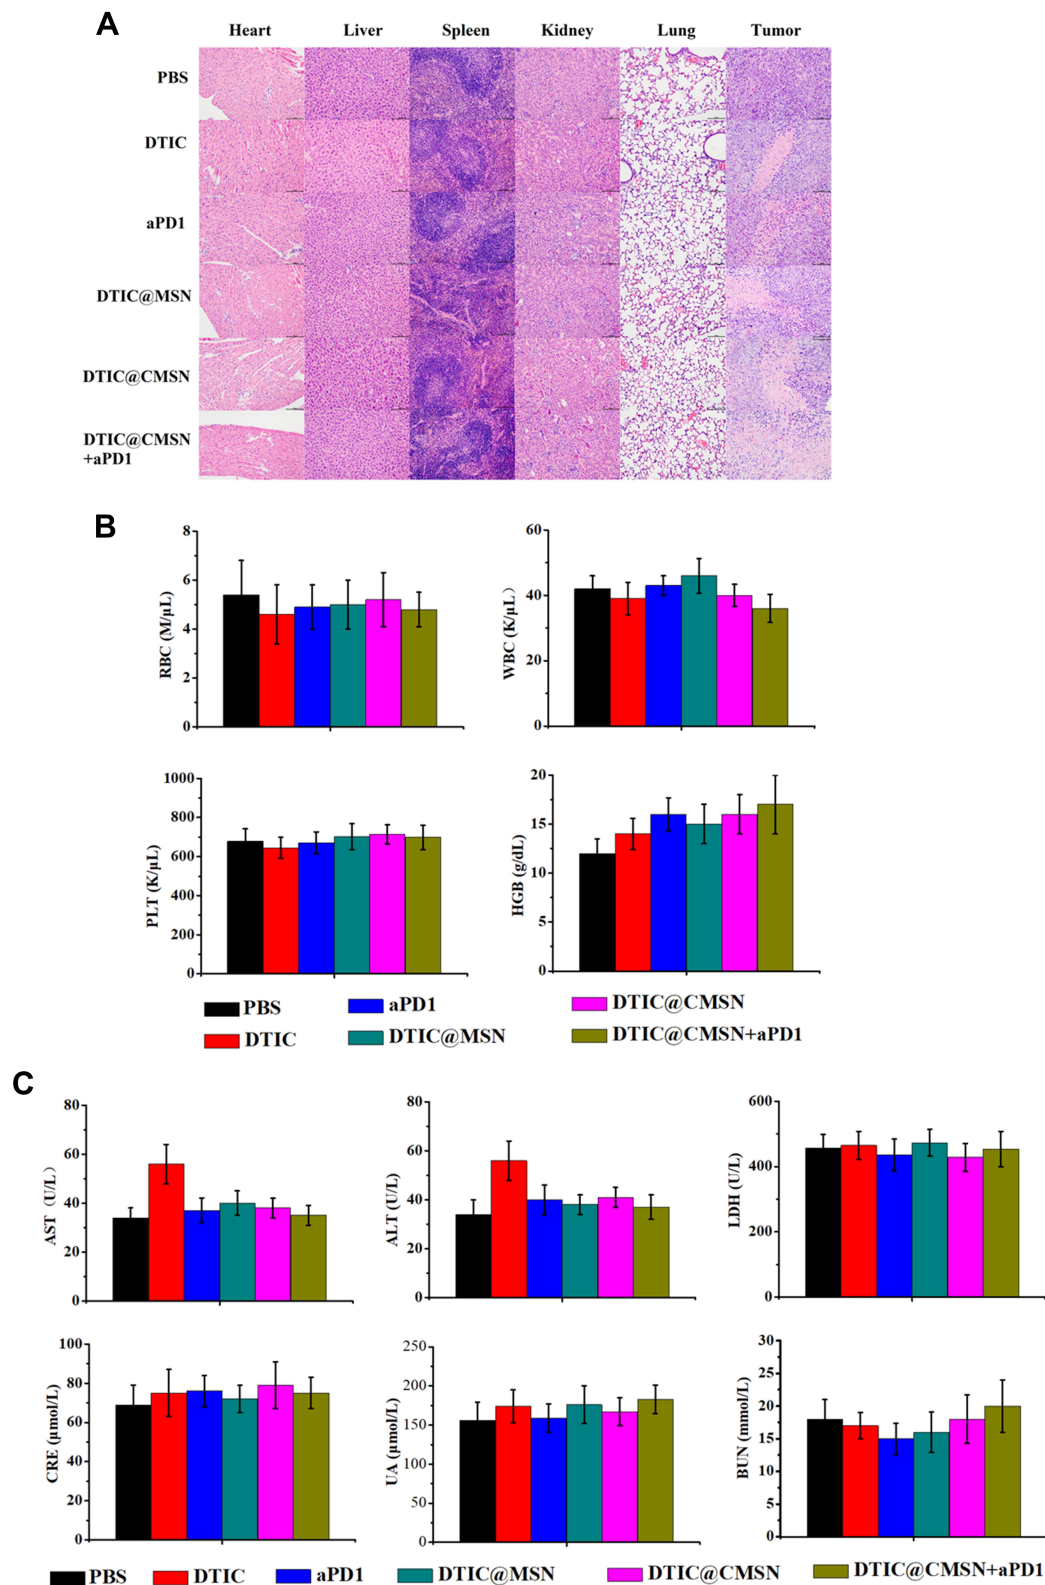 A
Heart Liver Spleen Kidney Lung Tumor
PBS
DTIC
aPD1
DTIC@MSN
DTIC@CMSN
DTIC@CMSN
+aPD1
B
RBC (M/μL)
8
6
4
2
0
WBC (K/μL)
60
40
20
0
PLT (K/μL)
1000
800
600
400
200
0
HGB (g/dL)
20
15
10
5
0
PBS aPD1 DTIC@CMSN
DTIC DTIC@MSN DTIC@CMSN+aPD1
C
AST (U/L)
80
60
40
20
0
ALT (U/L)
80
60
40
20
0
LDH (U/L)
600
400
200
0
CRE (μmol/L)
100
80
60
40
20
0
UA (μmol/L)
250
200
150
100
50
0
BUN (mmol/L)
30
25
20
15
10
5
0
PBS DTIC aPD1 DTIC@MSN DTIC@CMSN DTIC@CMSN+aPD1